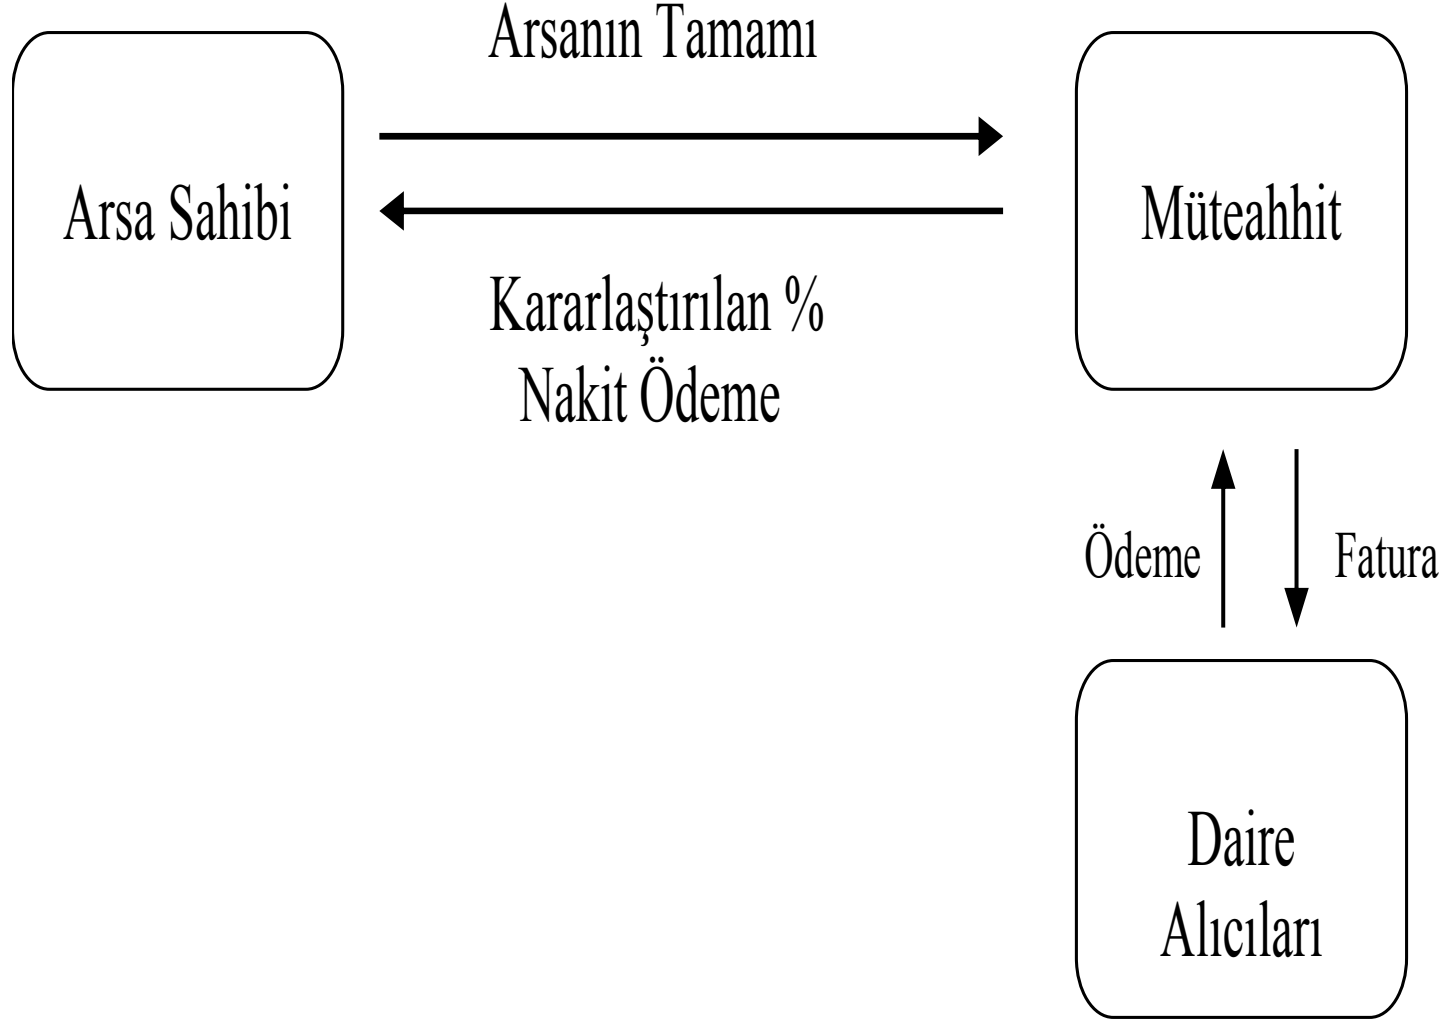 Arsanın Tamamı
Arsa Sahibi
Müteahhit
Kararlaştırılan %
Nakit Ödeme
Ödeme
Fatura
Daire
Alıcıları